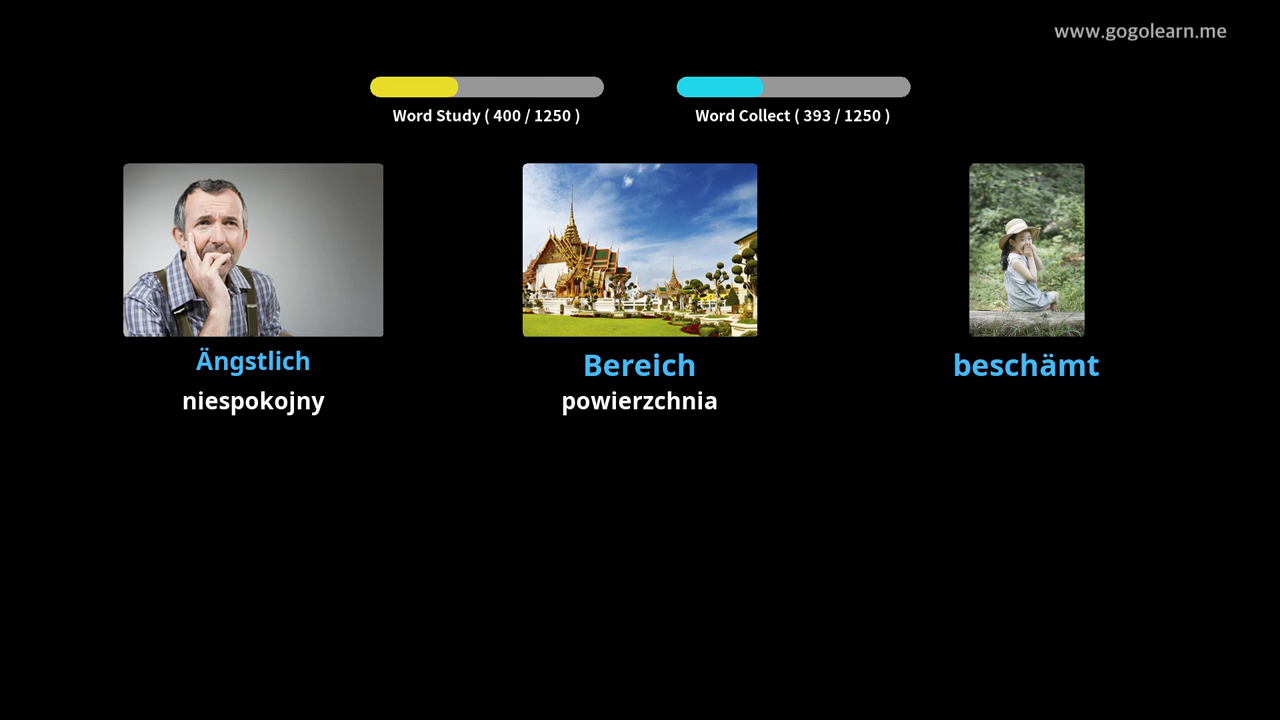 www.gogolearn.me
Word Study ( 400 / 1250 )
Word Collect ( 393 / 1250 )
Ängstlich
niespokojny
Bereich
powierzchnia
beschämt